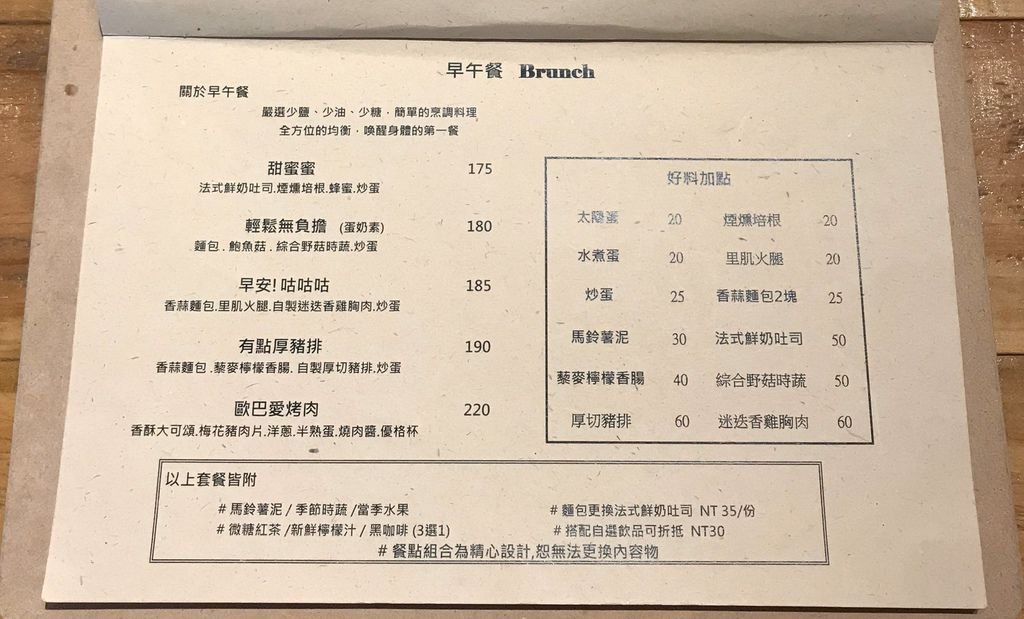 早午餐 Brunch
關於早午餐
嚴選少鹽、少油、少糖，簡單的烹調料理
全方位的均衡，喚醒身體的第一餐
甜蜜蜜 175
法式鮮奶吐司.煙燻培根.蜂蜜.炒蛋
輕鬆無負擔 (蛋奶素) 180
麵包.鮑魚菇.綜合野菇時蔬.炒蛋
早安!咕咕咕 185
香蒜麵包.里肌火腿.自製迷迭香雞胸肉.炒蛋
有點厚豬排 190
香蒜麵包.藜麥檸檬香腸.自製厚切豬排.炒蛋
歐巴愛烤肉 220
香酥大可頌.梅花豬肉片.洋蔥.半熟蛋.燒肉醬.優格杯
好料加點
太陽蛋 20 煙燻培根 20
水煮蛋 20 里肌火腿 20
炒蛋 25 香蒜麵包2塊 25
馬鈴薯泥 30 法式鮮奶吐司 50
藜麥檸檬香腸 40 綜合野菇時蔬 50
厚切豬排 60 迷迭香雞胸肉 60
以上套餐皆附
#馬鈴薯泥/季節時蔬/當季水果 #麵包更換法式鮮奶吐司 NT 35/份
#微糖紅茶/新鮮檸檬汁/黑咖啡(3選1) #搭配自選飲品可折抵 NT30
#餐點組合為精心設計,恕無法更換內容物